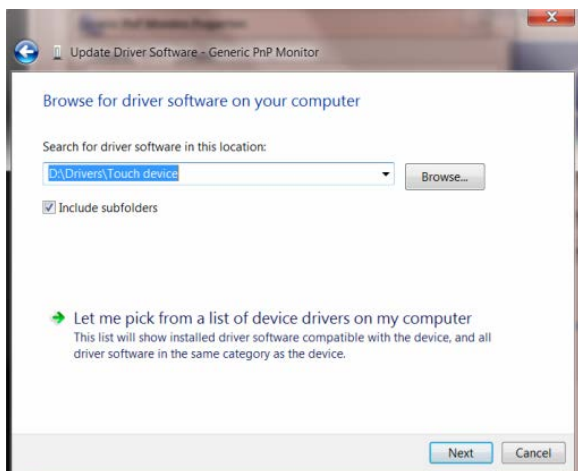 Update Driver Software - Generic PnP Monitor
Browse for driver software on your computer
Search for driver software in this location:
D:\Drivers\Touch device
Browse...
Include subfolders
Let me pick from a list of device drivers on my computer
This list will show installed driver software compatible with the device, and all
driver software in the same category as the device.
Next
Cancel